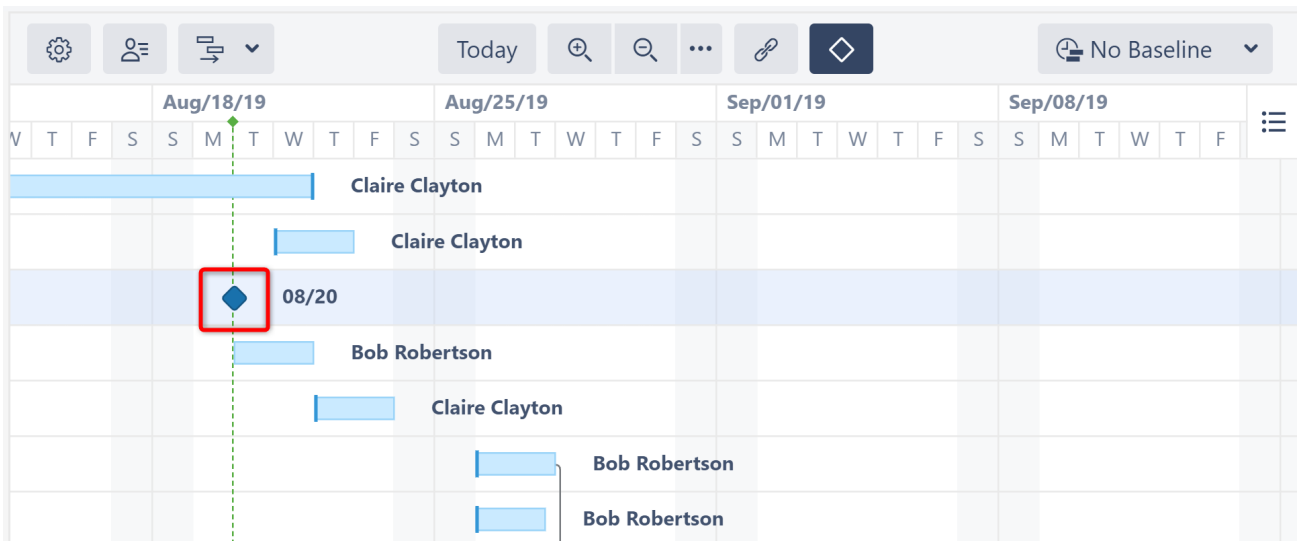 Today No Baseline
Aug/18/19 Aug/25/19 Sep/01/19 Sep/08/19
W T F S S M T W T F S S M T W T F S S M T W T F S S M T W T F
Claire Clayton
Claire Clayton
08/20
Bob Robertson
Claire Clayton
Bob Robertson
Bob Robertson